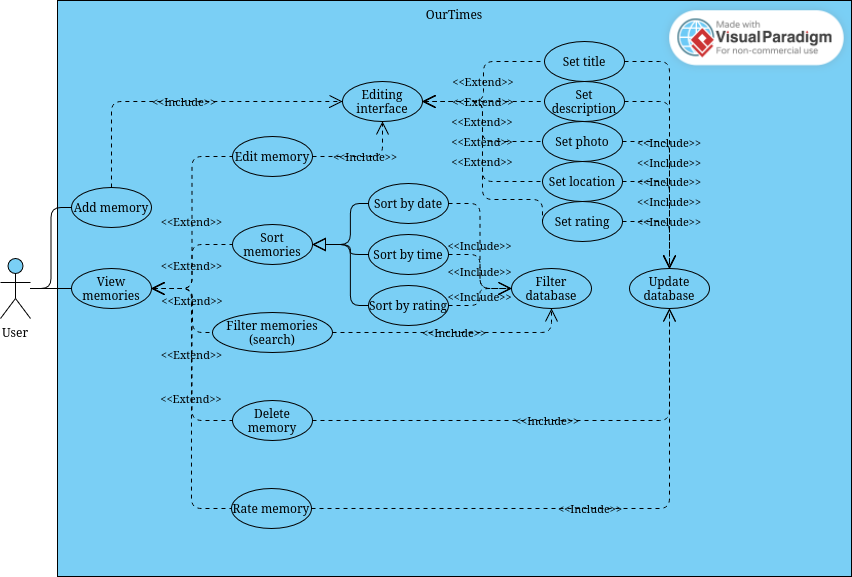 OurTimes
Made with
VisualParadigm
For non-commercial use
Set title
<<Extend>>
Editing
interface
<<Include>>
<<Extend>>
Set
description
<<Extend>>
Set photo
<<Extend>>
<<Include>>
Edit memory
<<Include>>
<<Extend>>
<<Include>>
Set location
<<Include>>
Add memory
Sort by date
<<Include>>
Set rating
<<Include>>
<<Extend>>
Sort
memories
<<Include>>
Sort by time
<<Extend>>
<<Include>>
View
memories
Filter
database
Update
database
<<Extend>>
Sort by rating
<<Include>>
User
Filter memories
(search)
<<Include>>
<<Extend>>
<<Extend>>
Delete
memory
<<Include>>
Rate memory
<<Include>>